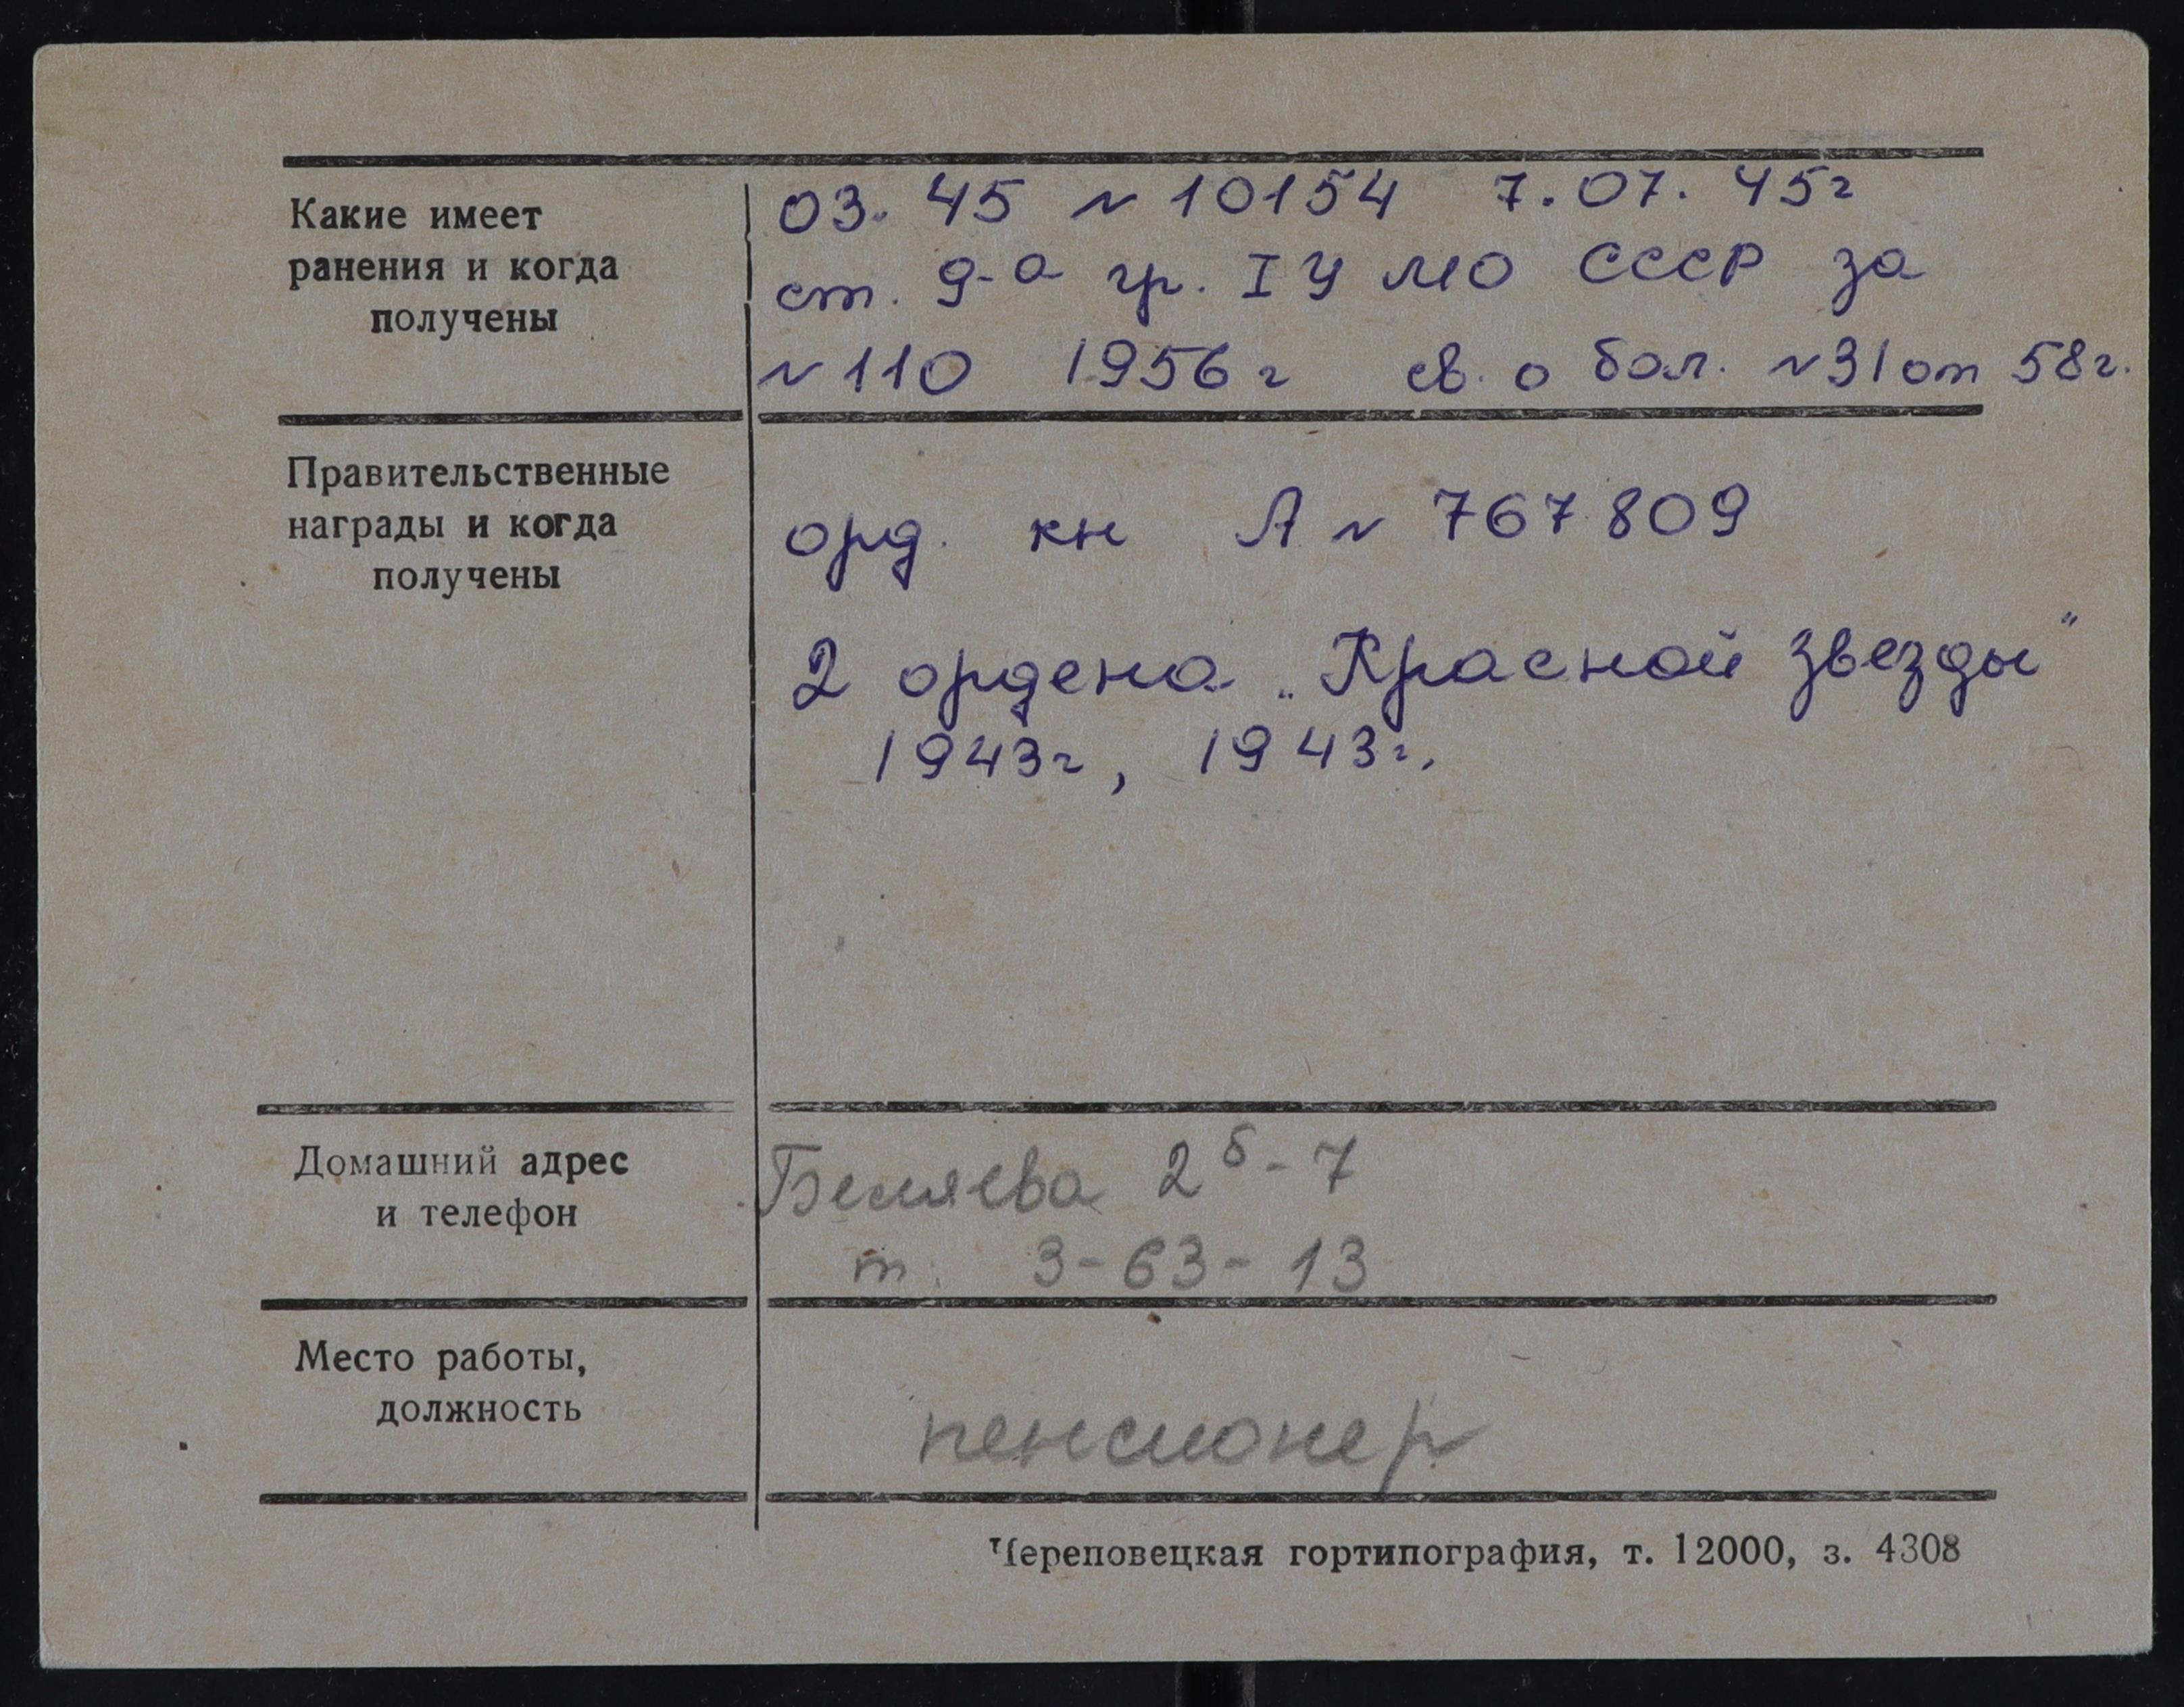 Какие имеет
ранения и когда
получены
03. 45 № 10154 7. 07. 45г
ст. д-а гр. IУ МО СССР за
№ 110 1956г св. о бол. № 31 от 58г.
Правительственные
награды и когда
получены
орд. кн А № 767809
2 ордена „Красной звезды"
1943г, 1943г.
Домашний адрес
и телефон
Беляева 2б-7
т. 3-63-13
Место работы,
должность
пенсионер
Череповецкая гортипография, т. 12000, з. 4308